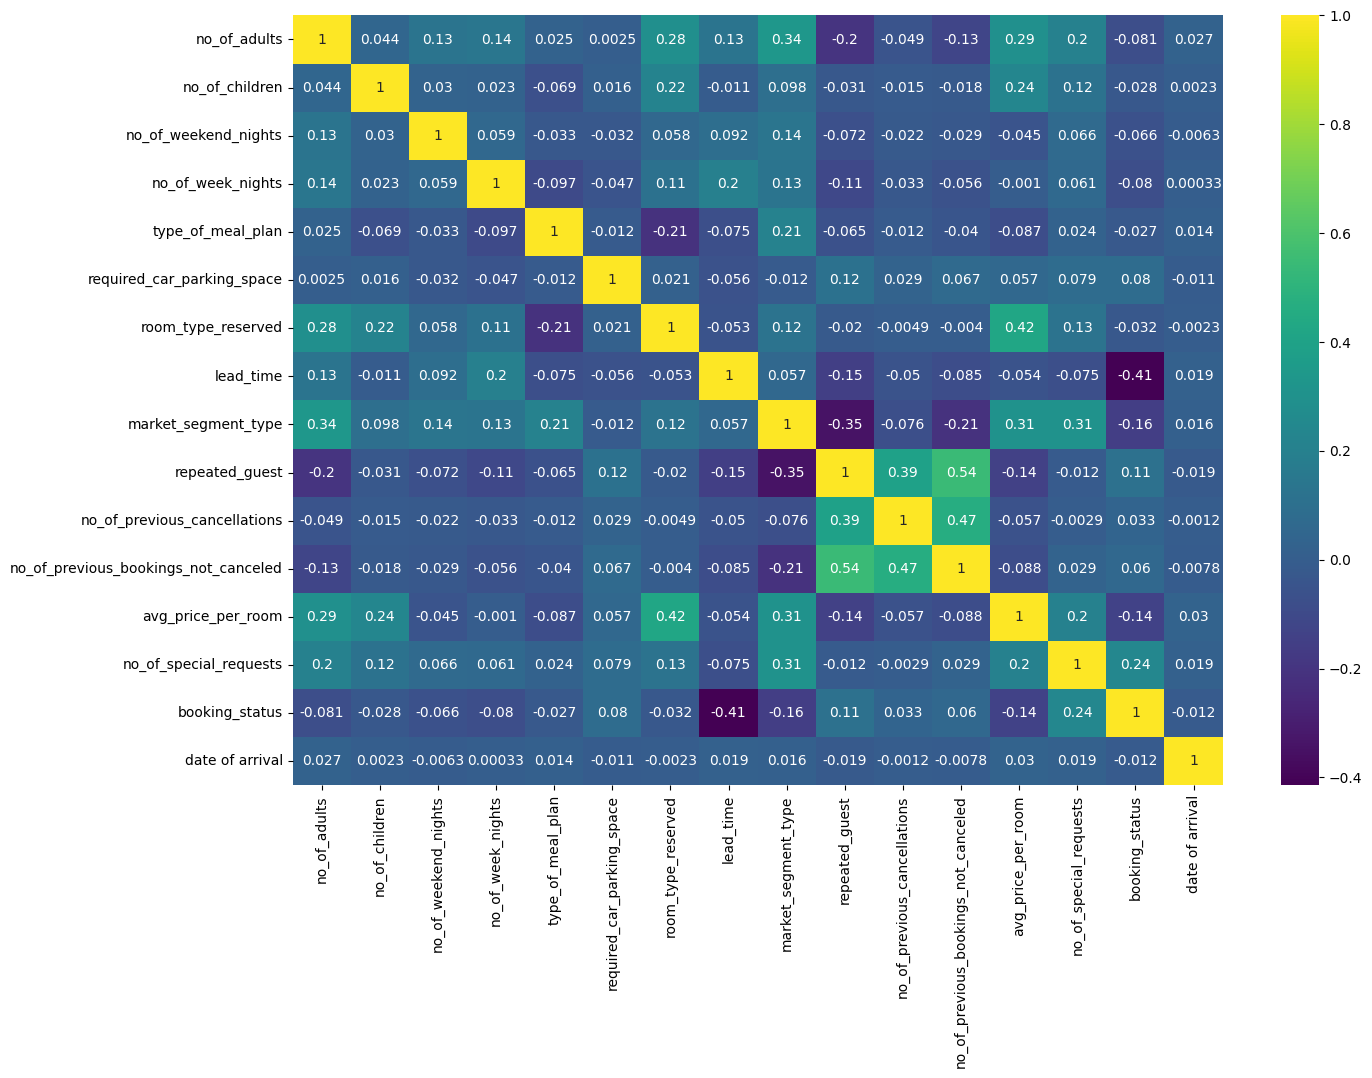 no_of_adults 1 0.044 0.13 0.14 0.025 0.0025 0.28 0.13 0.34 -0.2 -0.049 -0.13 0.29 0.2 -0.081 0.027
no_of_children 0.044 1 0.03 0.023 -0.069 0.016 0.22 -0.011 0.098 -0.031 -0.015 -0.018 0.24 0.12 -0.028 0.0023
no_of_weekend_nights 0.13 0.03 1 0.059 -0.033 -0.032 0.058 0.092 0.14 -0.072 -0.022 -0.029 -0.045 0.066 -0.066 -0.0063
no_of_week_nights 0.14 0.023 0.059 1 -0.097 -0.047 0.11 0.2 0.13 -0.11 -0.033 -0.056 -0.001 0.061 -0.08 0.00033
type_of_meal_plan 0.025 -0.069 -0.033 -0.097 1 -0.012 -0.21 -0.075 0.21 -0.065 -0.012 -0.04 -0.087 0.024 -0.027 0.014
required_car_parking_space 0.0025 0.016 -0.032 -0.047 -0.012 1 0.021 -0.056 -0.012 0.12 0.029 0.067 0.057 0.079 0.08 -0.011
room_type_reserved 0.28 0.22 0.058 0.11 -0.21 0.021 1 -0.053 0.12 -0.02 -0.0049 -0.004 0.42 0.13 -0.032 -0.0023
lead_time 0.13 -0.011 0.092 0.2 -0.075 -0.056 -0.053 1 0.057 -0.15 -0.05 -0.085 -0.054 -0.075 -0.41 0.019
market_segment_type 0.34 0.098 0.14 0.13 0.21 -0.012 0.12 0.057 1 -0.35 -0.076 -0.21 0.31 0.31 -0.16 0.016
repeated_guest -0.2 -0.031 -0.072 -0.11 -0.065 0.12 -0.02 -0.15 -0.35 1 0.39 0.54 -0.14 -0.012 0.11 -0.019
no_of_previous_cancellations -0.049 -0.015 -0.022 -0.033 -0.012 0.029 -0.0049 -0.05 -0.076 0.39 1 0.47 -0.057 -0.0029 0.033 -0.0012
no_of_previous_bookings_not_canceled -0.13 -0.018 -0.029 -0.056 -0.04 0.067 -0.004 -0.085 -0.21 0.54 0.47 1 -0.088 0.029 0.06 -0.0078
avg_price_per_room 0.29 0.24 -0.045 -0.001 -0.087 0.057 0.42 -0.054 0.31 -0.14 -0.057 -0.088 1 0.2 -0.14 0.03
no_of_special_requests 0.2 0.12 0.066 0.061 0.024 0.079 0.13 -0.075 0.31 -0.012 -0.0029 0.029 0.2 1 0.24 0.019
booking_status -0.081 -0.028 -0.066 -0.08 -0.027 0.08 -0.032 -0.41 -0.16 0.11 0.033 0.06 -0.14 0.24 1 -0.012
date of arrival 0.027 0.0023 -0.0063 0.00033 0.014 -0.011 -0.0023 0.019 0.016 -0.019 -0.0012 -0.0078 0.03 0.019 -0.012 1
no_of_adults
no_of_children
no_of_weekend_nights
no_of_week_nights
type_of_meal_plan
required_car_parking_space
room_type_reserved
lead_time
market_segment_type
repeated_guest
no_of_previous_cancellations
no_of_previous_bookings_not_canceled
avg_price_per_room
no_of_special_requests
booking_status
date of arrival
1.0
0.8
0.6
0.4
0.2
0.0
−0.2
−0.4